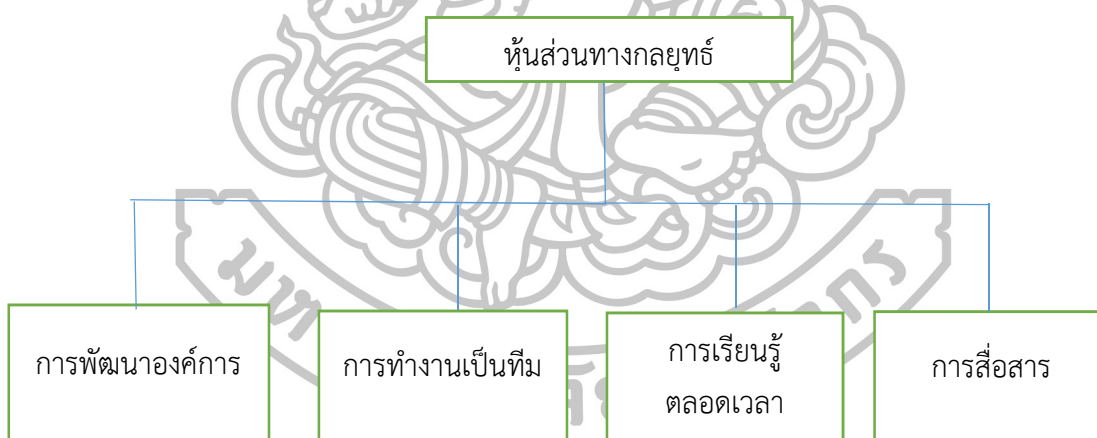 หุ้นส่วนทางกลยุทธ์
การพัฒนาองค์การ
การทำงานเป็นทีม
การเรียนรู้
ตลอดเวลา
การสื่อสาร